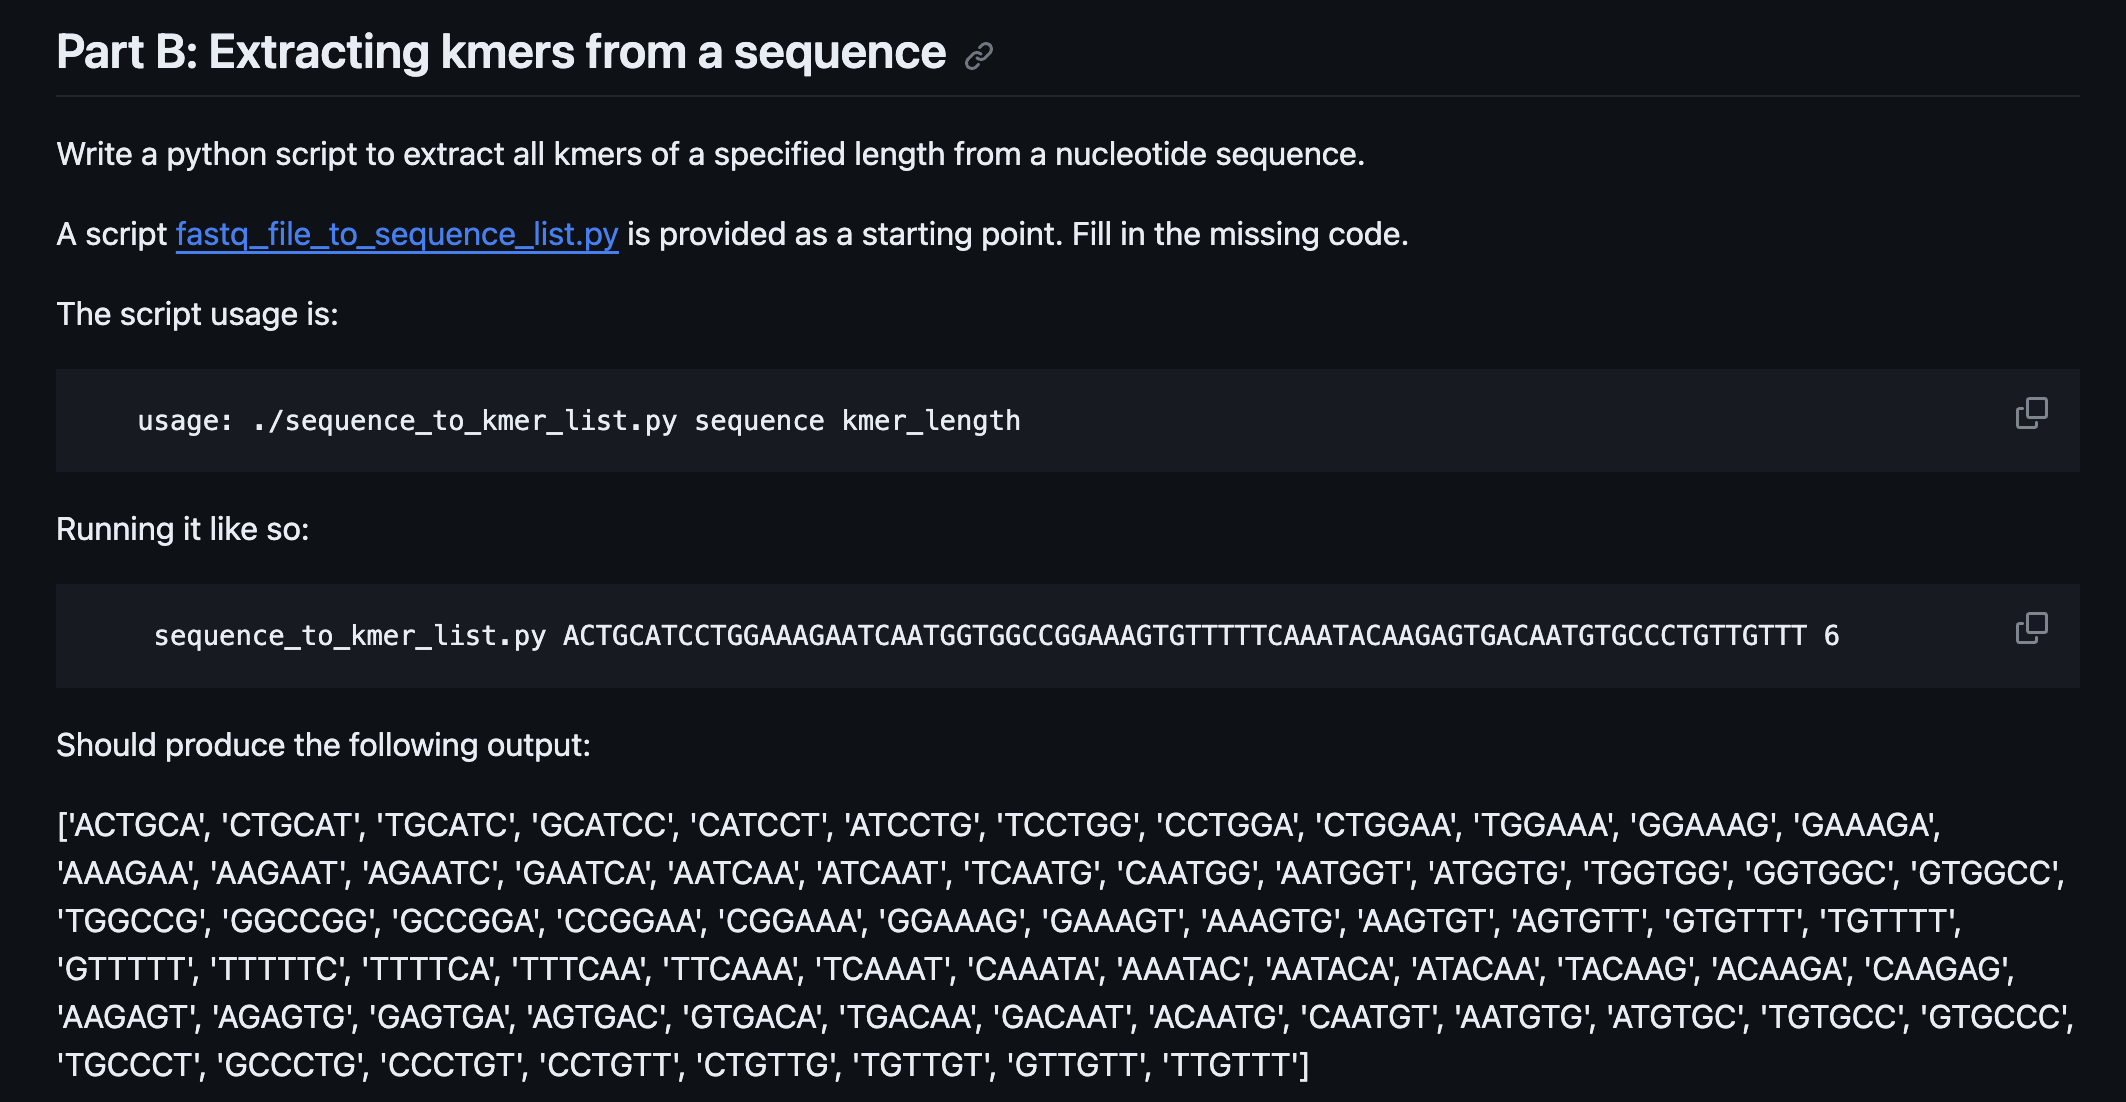 Part B: Extracting kmers from a sequence
Write a python script to extract all kmers of a specified length from a nucleotide sequence.
A script fastq_file_to_sequence_list.py is provided as a starting point. Fill in the missing code.
The script usage is:
usage: ./sequence_to_kmer_list.py sequence kmer_length
Running it like so:
sequence_to_kmer_list.py ACTGCATCCTGGAAAGAATCAATGGTGGCCGGAAAGTGTTTTTCAAATACAAGAGTGACAATGTGCCCTGTTGTTT 6
Should produce the following output:
['ACTGCA', 'CTGCAT', 'TGCATC', 'GCATCC', 'CATCCT', 'ATCCTG', 'TCCTGG', 'CCTGGA', 'CTGGAA', 'TGGAAA', 'GGAAAG', 'GAAAGA',
'AAAGAA', 'AAGAAT', 'AGAATC', 'GAATCA', 'AATCAA', 'ATCAAT', 'TCAATG', 'CAATGG', 'AATGGT', 'ATGGTG', 'TGGTGG', 'GGTGGC', 'GTGGCC',
'TGGCCG', 'GGCCGG', 'GCCGGA', 'CCGGAA', 'CGGAAA', 'GGAAAG', 'GAAAGT', 'AAAGTG', 'AAGTGT', 'AGTGTT', 'GTGTTT', 'TGTTTT',
'GTTTTT', 'TTTTTC', 'TTTTCA', 'TTTCAA', 'TTCAAA', 'TCAAAT', 'CAAATA', 'AAATAC', 'AATACA', 'ATACAA', 'TACAAG', 'ACAAGA', 'CAAGAG',
'AAGAGT', 'AGAGTG', 'GAGTGA', 'AGTGAC', 'GTGACA', 'TGACAA', 'GACAAT', 'ACAATG', 'CAATGT', 'AATGTG', 'ATGTGC', 'TGTGCC', 'GTGCCC',
'TGCCCT', 'GCCCTG', 'CCCTGT', 'CCTGTT', 'CTGTTG', 'TGTTGT', 'GTTGTT', 'TTGTTT']